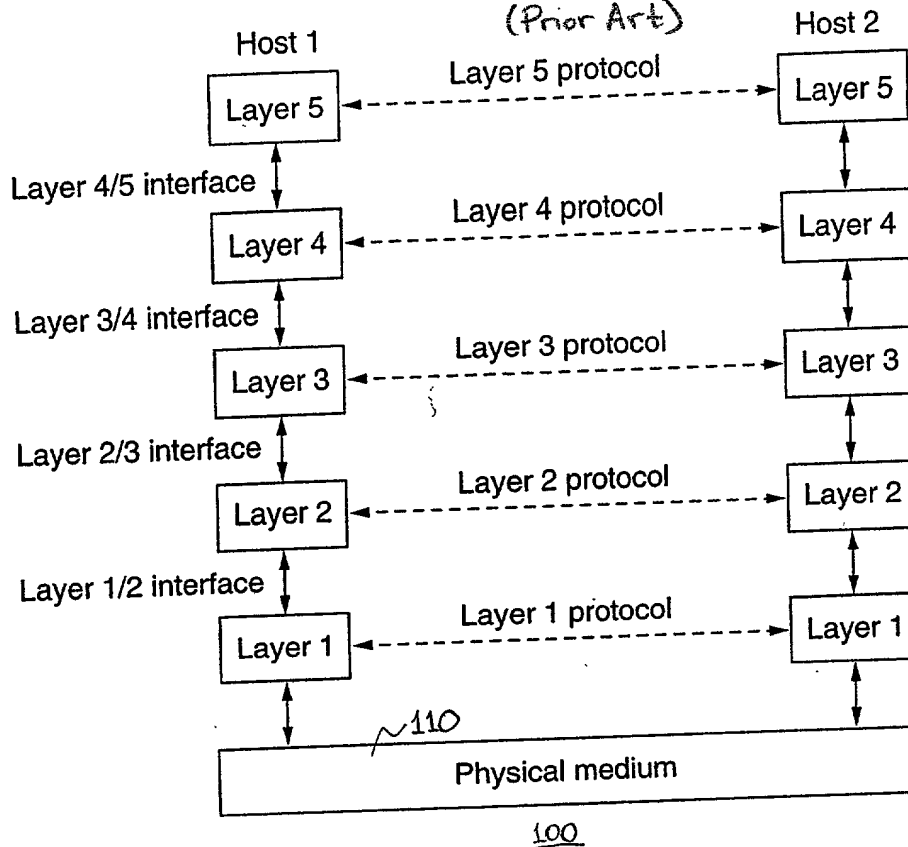 (Prior Art)
Host 1
Host 2
Layer 5 protocol
Layer 5
Layer 5
Layer 4/5 interface
Layer 4 protocol
Layer 4
Layer 4
Layer 3/4 interface
Layer 3 protocol
Layer 3
Layer 3
Layer 2/3 interface
Layer 2 protocol
Layer 2
Layer 2
Layer 1/2 interface
Layer 1 protocol
Layer 1
Layer 1
110
Physical medium
100